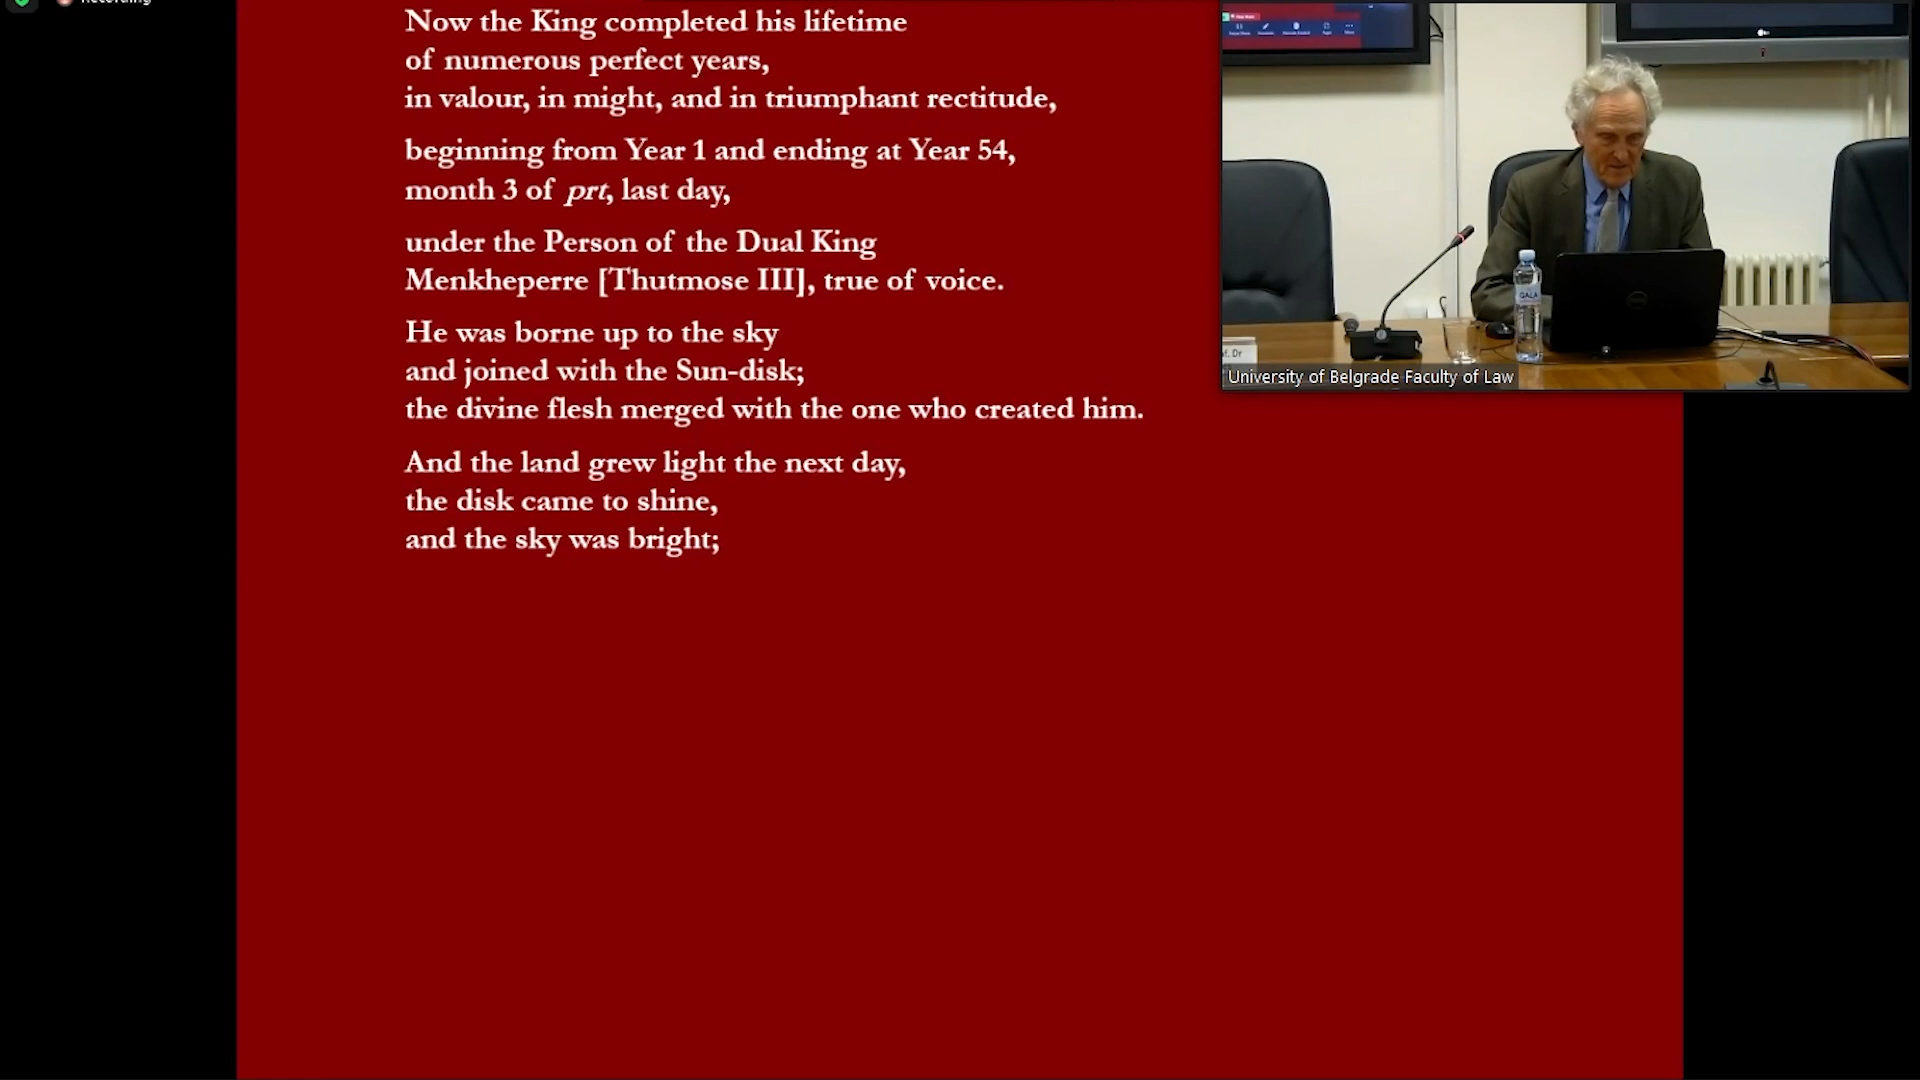 Recording
Now the King completed his lifetime
of numerous perfect years,
in valour, in might, and in triumphant rectitude,
beginning from Year 1 and ending at Year 54,
month 3 of prt, last day,
under the Person of the Dual King
Menkheperre [Thutmose III], true of voice.
He was borne up to the sky
and joined with the Sun-disk;
the divine flesh merged with the one who created him.
And the land grew light the next day,
the disk came to shine,
and the sky was bright;
GALA
f. Dr
University of Belgrade Faculty of Law